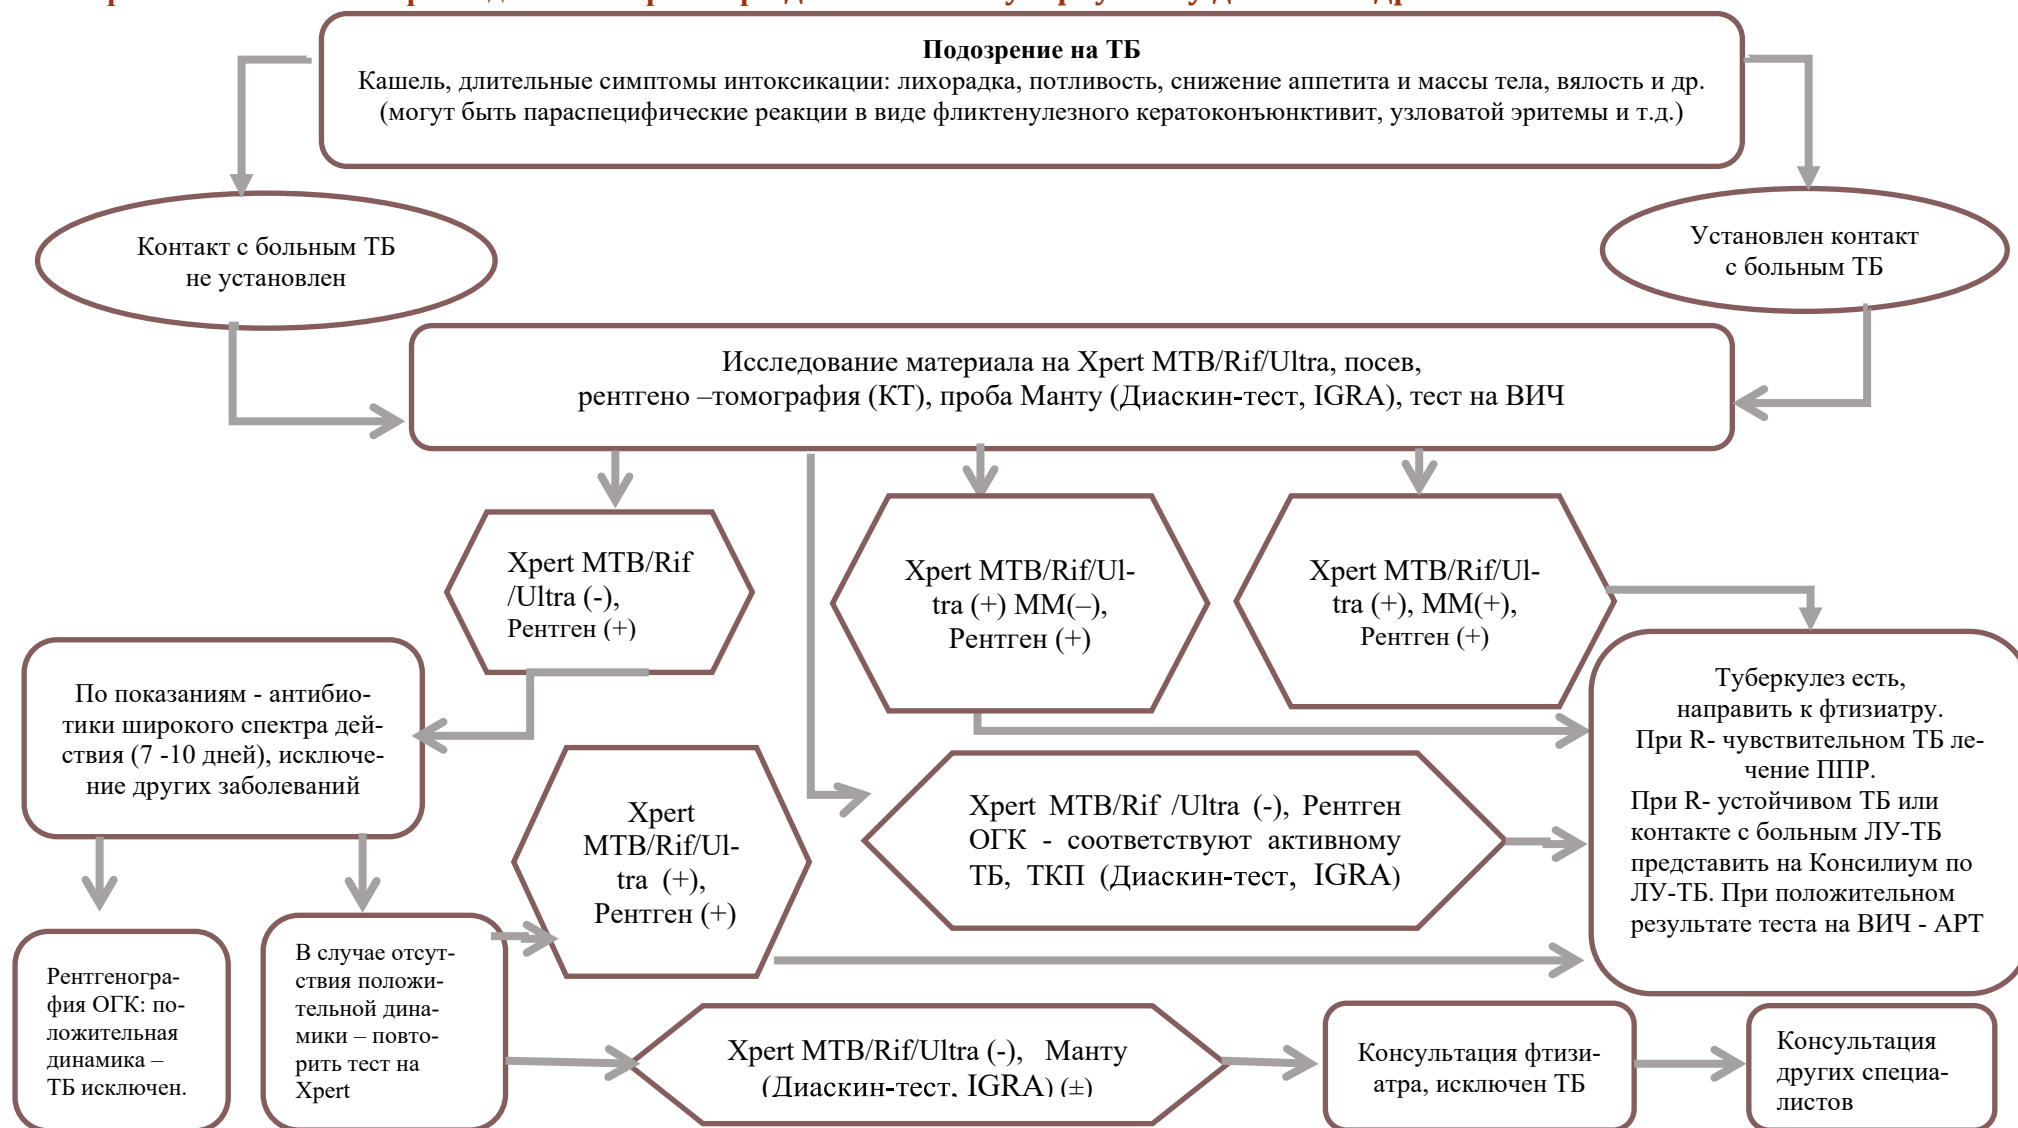 Подозрение на ТБ
Кашель, длительные симптомы интоксикации: лихорадка, потливость, снижение аппетита и массы тела, вялость и др.
(могут быть параспецифические реакции в виде фликтенулезного кератоконъюнктивит, узловатой эритемы и т.д.)
Контакт с больным ТБ
не установлен
Установлен контакт
с больным ТБ
Исследование материала на Xpert MTB/Rif/Ultra, посев,
рентгено –томография (КТ), проба Манту (Диаскин-тест, IGRA), тест на ВИЧ
Xpert MTB/Rif
/Ultra (-),
Рентген (+)
Xpert MTB/Rif/Ul-
tra (+) ММ(–),
Рентген (+)
Xpert MTB/Rif/Ul-
tra (+), ММ(+),
Рентген (+)
По показаниям - антибио-
тики широкого спектра дей-
ствия (7 -10 дней), исключе-
ние других заболеваний
Xpert
MTB/Rif/Ul-
tra (+),
Рентген (+)
Xpert MTB/Rif /Ultra (-), Рентген
ОГК - соответствуют активному
ТБ, ТКП (Диаскин-тест, IGRA)
Туберкулез есть,
направить к фтизиатру.
При R- чувствительном ТБ ле-
чение ППР.
При R- устойчивом ТБ или
контакте с больным ЛУ-ТБ
представить на Консилиум по
ЛУ-ТБ. При положительном
результате теста на ВИЧ - АРТ
Рентгеногра-
фия ОГК: по-
ложительная
динамика –
ТБ исключен.
В случае отсут-
ствия положи-
тельной дина-
мики – повто-
рить тест на
Xpert
Xpert MTB/Rif/Ultra (-), Манту
(Диаскин-тест, IGRA) (±)
Консультация фтизи-
атра, исключен ТБ
Консультация
других специа-
листов